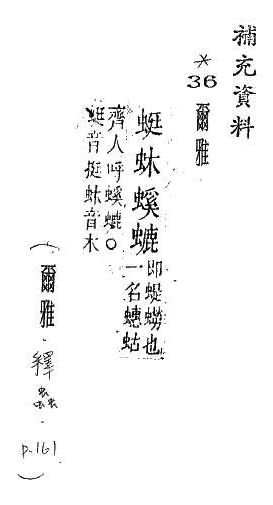 補充資料
*36 爾雅
蜓蚞螇螰
即蝭蟧也
一名蟪蛄
齊人呼螇螰○
蜓音挺蚞音木
(爾雅·釋蟲 p.161)